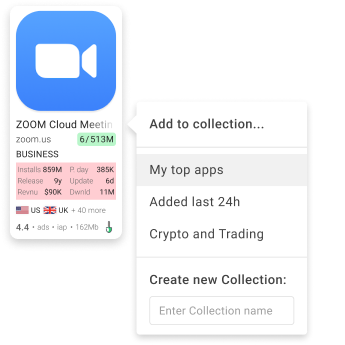 ZOOM Cloud Meetin
zoom.us 6/513M
BUSINESS
Installs 859M P. day 385K
Release 9y Update 6d
Revnu $90K Dwnld 11M
US UK + 40 more
4.4 • ads • iap • 162Mb
Add to collection...
My top apps
Added last 24h
Crypto and Trading
Create new Collection:
Enter Collection name